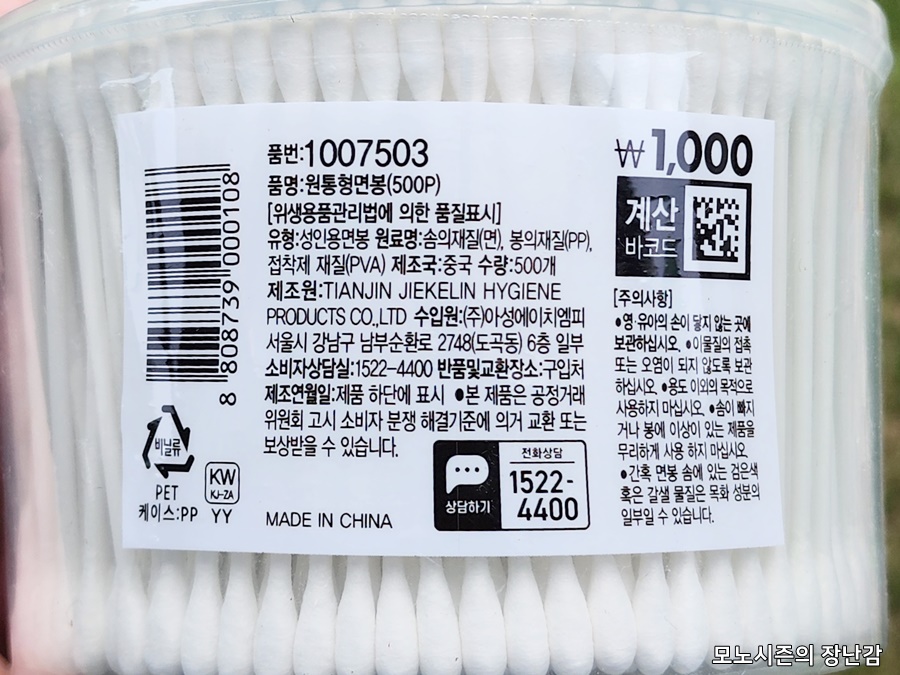 품번:1007503
품명:원통형면봉(500P)
[위생용품관리법에 의한 품질표시]
유형:성인용면봉 원료명:솜의재질(면), 봉의재질(PP),
접착제 재질(PVA) 제조국:중국 수량:500개
제조원:TIANJIN JIEKELIN HYGIENE
PRODUCTS CO.,LTD 수입원:(주)아성에이치엠피
서울시 강남구 남부순환로 2748(도곡동) 6층 일부
소비자상담실:1522-4400 반품및교환장소:구입처
제조연월일:제품 하단에 표시 ●본 제품은 공정거래
위원회 고시 소비자 분쟁 해결기준에 의거 교환 또는
보상받을 수 있습니다.
MADE IN CHINA
상담하기
전화상담
1522-
4400
8 808739 000108
비닐류
PET
케이스:PP
KW
KJ-ZA
YY
₩1,000
계산
바코드
[주의사항]
●영·유아의 손이 닿지 않는 곳에
보관하십시오. ●이물질의 접촉
또는 오염이 되지 않도록 보관
하십시오. ●용도 이외의 목적으로
사용하지 마십시오. ●솜이 빠지
거나 봉에 이상이 있는 제품을
무리하게 사용 하지 마십시오.
●간혹 면봉 솜에 있는 검은색
혹은 갈색 물질은 목화 성분의
일부일 수 있습니다.
모노시즌의 장난감